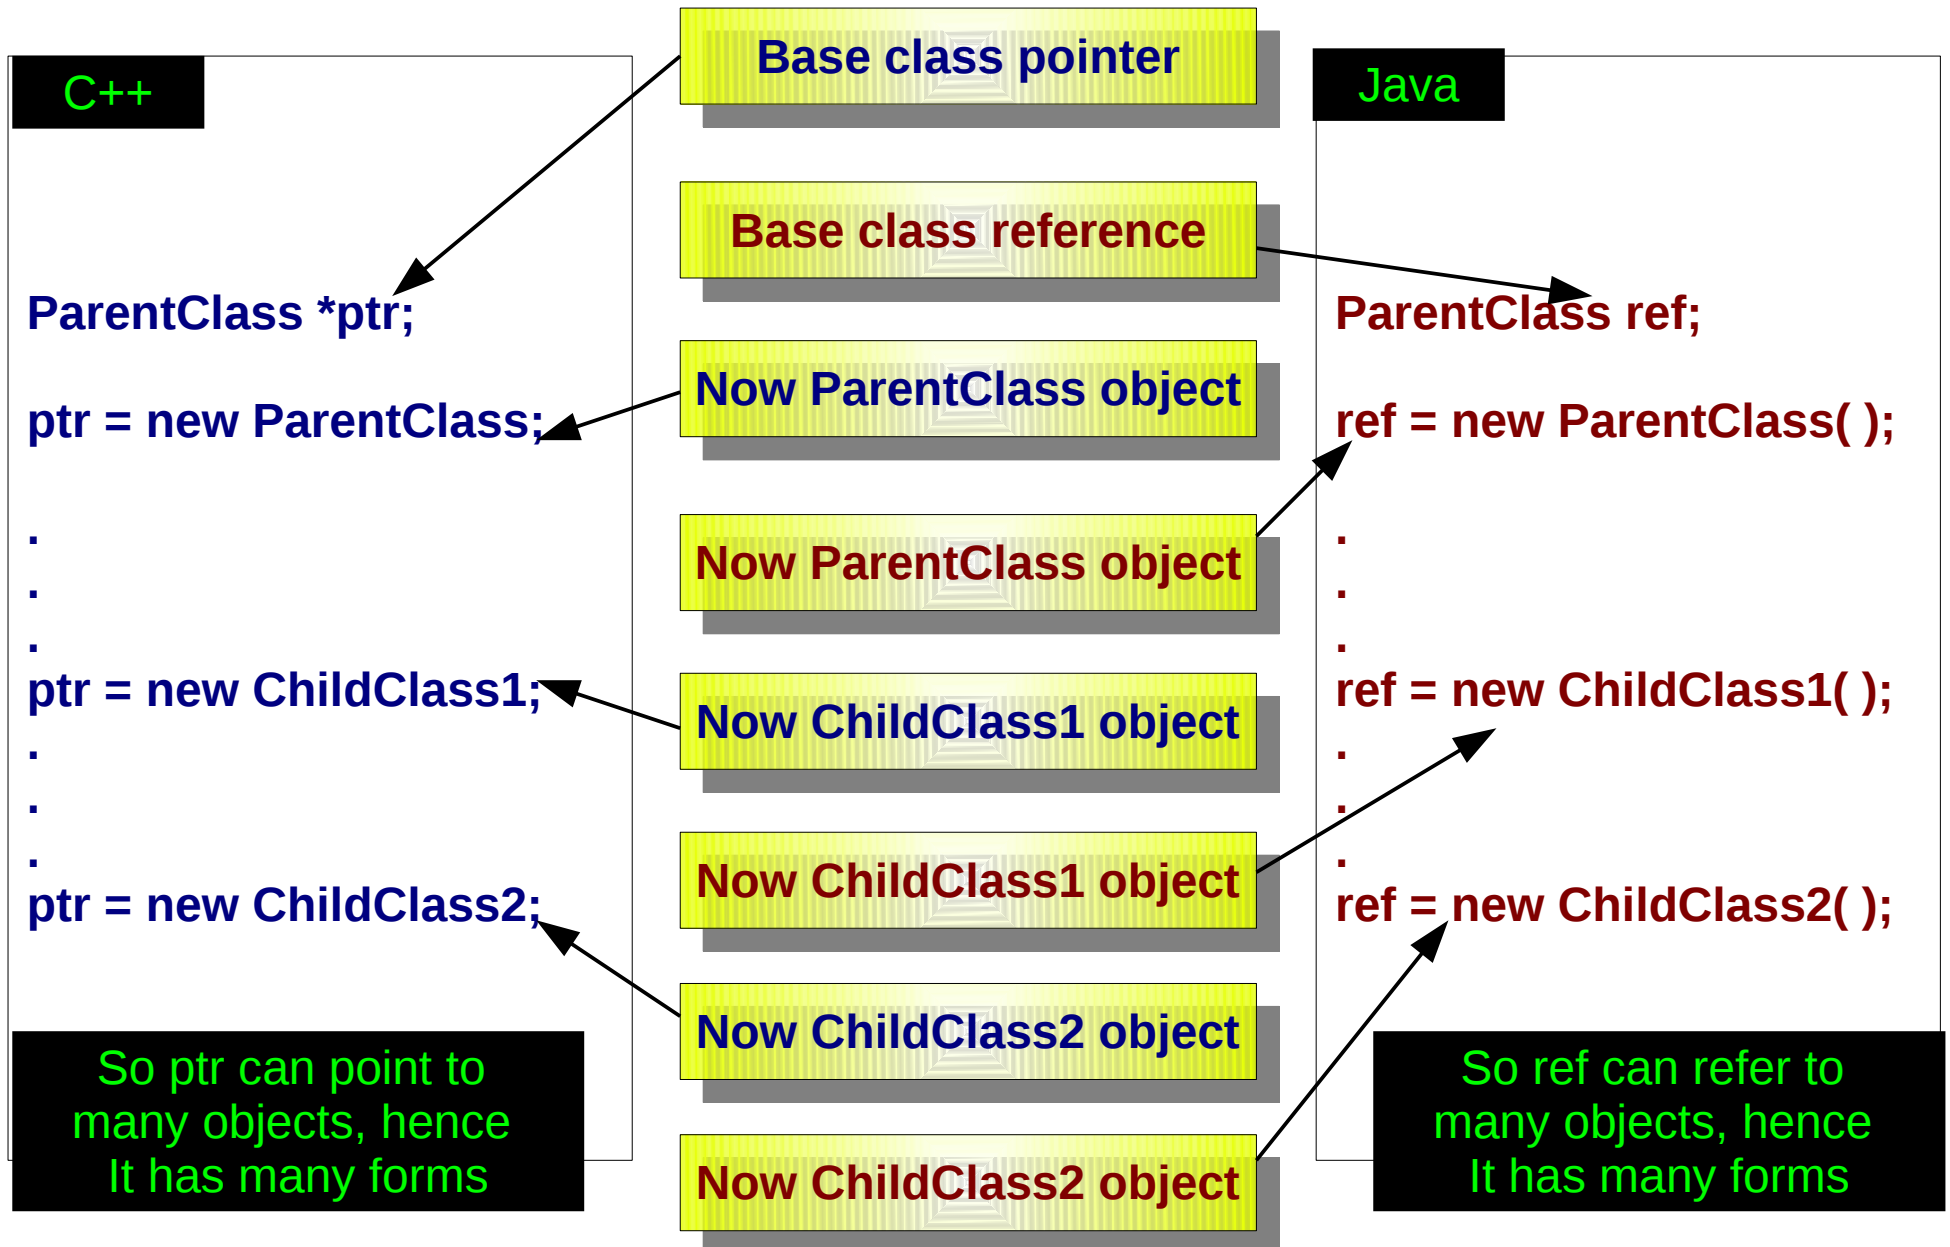 C++
ParentClass *ptr;
ptr = new ParentClass;
.
.
.
ptr = new ChildClass1;
.
.
.
ptr = new ChildClass2;
So ptr can point to
many objects, hence
It has many forms
Base class pointer
Base class reference
Now ParentClass object
Now ParentClass object
Now ChildClass1 object
Now ChildClass1 object
Now ChildClass2 object
Now ChildClass2 object
Java
ParentClass ref;
ref = new ParentClass( );
.
.
.
ref = new ChildClass1( );
.
.
.
ref = new ChildClass2( );
So ref can refer to
many objects, hence
It has many forms